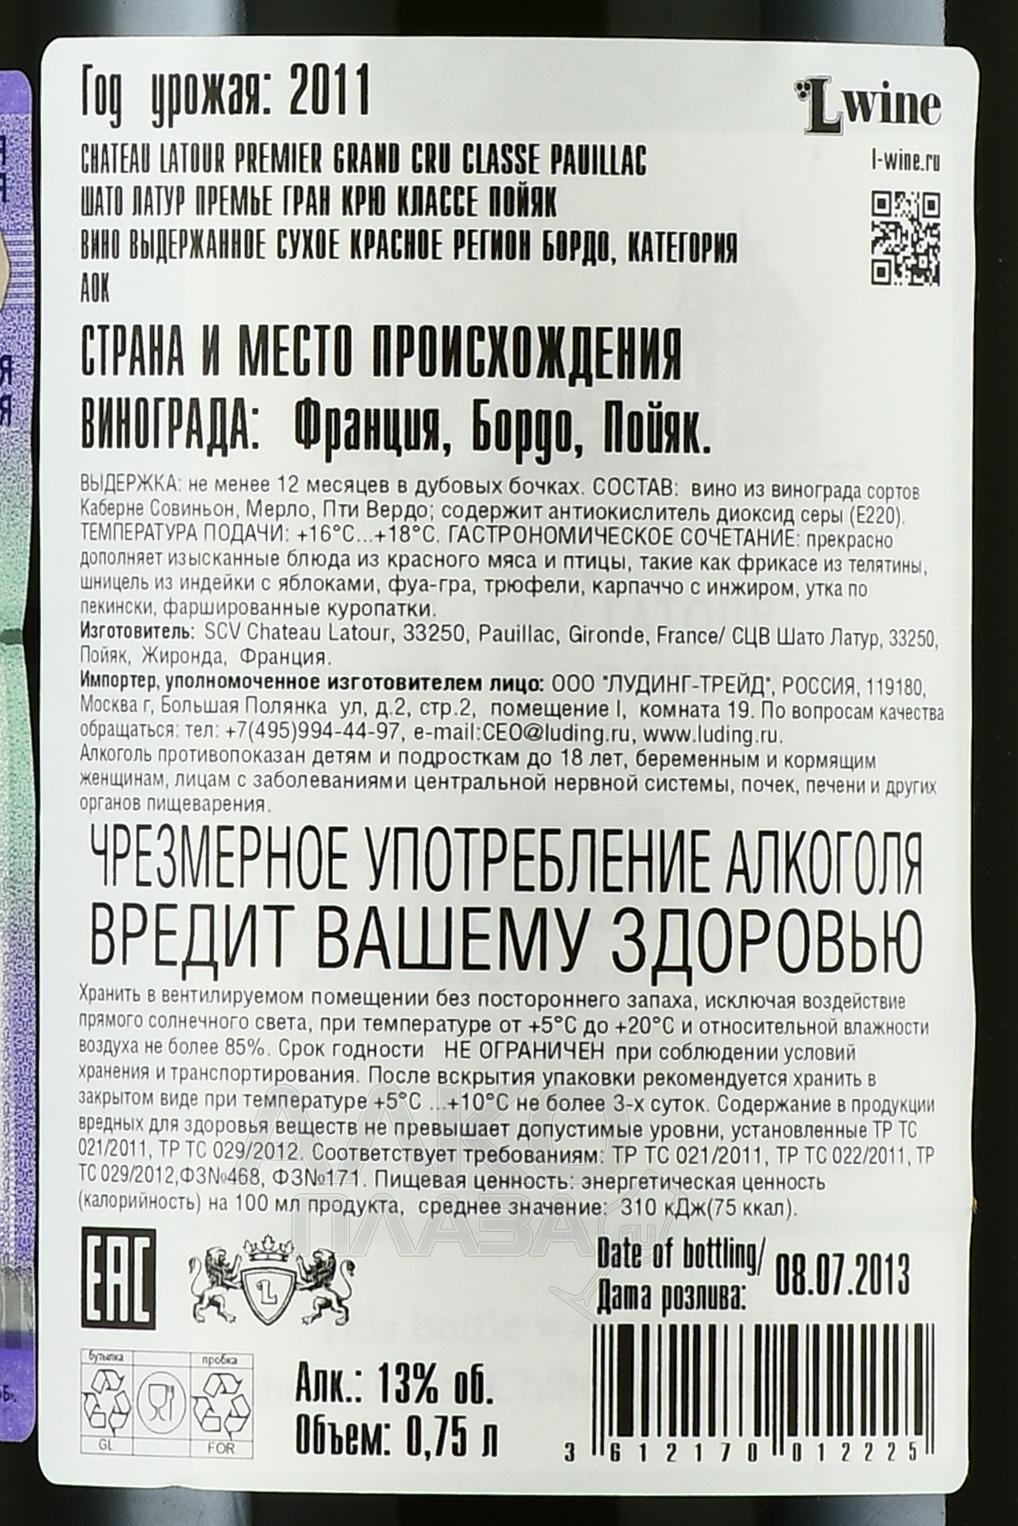 Год урожая: 2011
Lwine
l-wine.ru
CHATEAU LATOUR PREMIER GRAND CRU CLASSE PAUILLAC
ШАТО ЛАТУР ПРЕМЬЕ ГРАН КРЮ КЛАССЕ ПОЙЯК
ВИНО ВЫДЕРЖАННОЕ СУХОЕ КРАСНОЕ РЕГИОН БОРДО, КАТЕГОРИЯ
АОК
СТРАНА И МЕСТО ПРОИСХОЖДЕНИЯ
ВИНОГРАДА: Франция, Бордо, Пойяк.
ВЫДЕРЖКА: не менее 12 месяцев в дубовых бочках. СОСТАВ: вино из винограда сортов
Каберне Совиньон, Мерло, Пти Вердо; содержит антиокислитель диоксид серы (Е220).
ТЕМПЕРАТУРА ПОДАЧИ: +16°С...+18°С. ГАСТРОНОМИЧЕСКОЕ СОЧЕТАНИЕ: прекрасно
дополняет изысканные блюда из красного мяса и птицы, такие как фрикасе из телятины,
шницель из индейки с яблоками, фуа-гра, трюфели, карпаччо с инжиром, утка по
пекински, фаршированные куропатки.
Изготовитель: SCV Chateau Latour, 33250, Pauillac, Gironde, France/ СЦВ Шато Латур, 33250,
Пойяк, Жиронда, Франция.
Импортер, уполномоченное изготовителем лицо: ООО "ЛУДИНГ-ТРЕЙД", РОССИЯ, 119180,
Москва г, Большая Полянка ул, д.2, стр.2, помещение I, комната 19. По вопросам качества
обращаться: тел: +7(495)994-44-97, e-mail:CEO@luding.ru, www.luding.ru.
Алкоголь противопоказан детям и подросткам до 18 лет, беременным и кормящим
женщинам, лицам с заболеваниями центральной нервной системы, почек, печени и других
органов пищеварения.
ЧРЕЗМЕРНОЕ УПОТРЕБЛЕНИЕ АЛКОГОЛЯ
ВРЕДИТ ВАШЕМУ ЗДОРОВЬЮ
Хранить в вентилируемом помещении без постороннего запаха, исключая воздействие
прямого солнечного света, при температуре от +5°С до +20°С и относительной влажности
воздуха не более 85%. Срок годности НЕ ОГРАНИЧЕН при соблюдении условий
хранения и транспортирования. После вскрытия упаковки рекомендуется хранить в
закрытом виде при температуре +5°С ...+10°С не более 3-х суток. Содержание в продукции
вредных для здоровья веществ не превышает допустимые уровни, установленные ТР ТС
021/2011, ТР ТС 029/2012. Соответствует требованиям: ТР ТС 021/2011, ТР ТС 022/2011, ТР
ТС 029/2012,ФЗ№468, ФЗ№171. Пищевая ценность: энергетическая ценность
(калорийность) на 100 мл продукта, среднее значение: 310 кДж(75 ккал).
АЛКО
ПЛАЗА.ru
EAC
L
Date of bottling/
Дата розлива: 08.07.2013
бутылка пробка
GL FOR
Алк.: 13% об.
Объем: 0,75 л
3 612170 012225